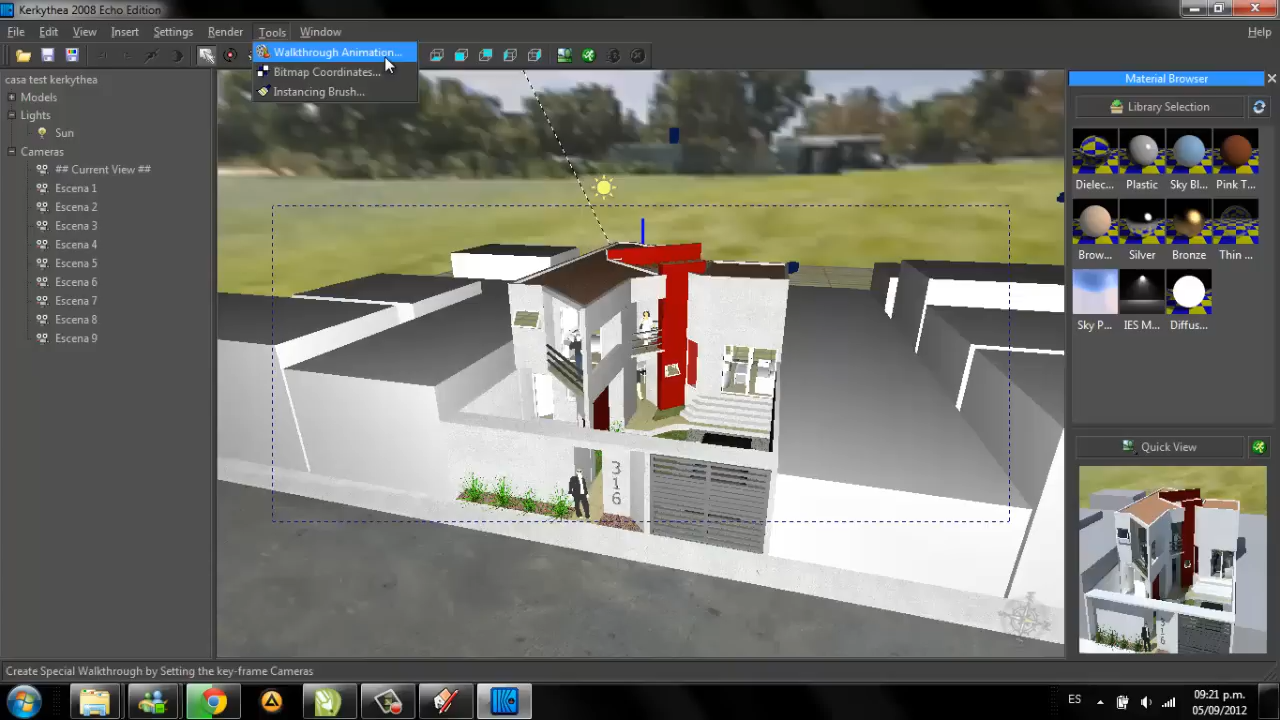 Kerkythea 2008 Echo Edition
File Edit View Insert Settings Render Tools Window Help
Walkthrough Animation...
Bitmap Coordinates...
Instancing Brush...
casa test kerkythea
Models
Lights
Sun
Cameras
## Current View ##
Escena 1
Escena 2
Escena 3
Escena 4
Escena 5
Escena 6
Escena 7
Escena 8
Escena 9
316
Material Browser
Library Selection
Dielec... Plastic Sky Bl... Pink T...
Brow... Silver Bronze Thin ...
Sky P... IES M... Diffus...
Quick View
316
Create Special Walkthrough by Setting the key-frame Cameras
ES
09:21 p.m.
05/09/2012